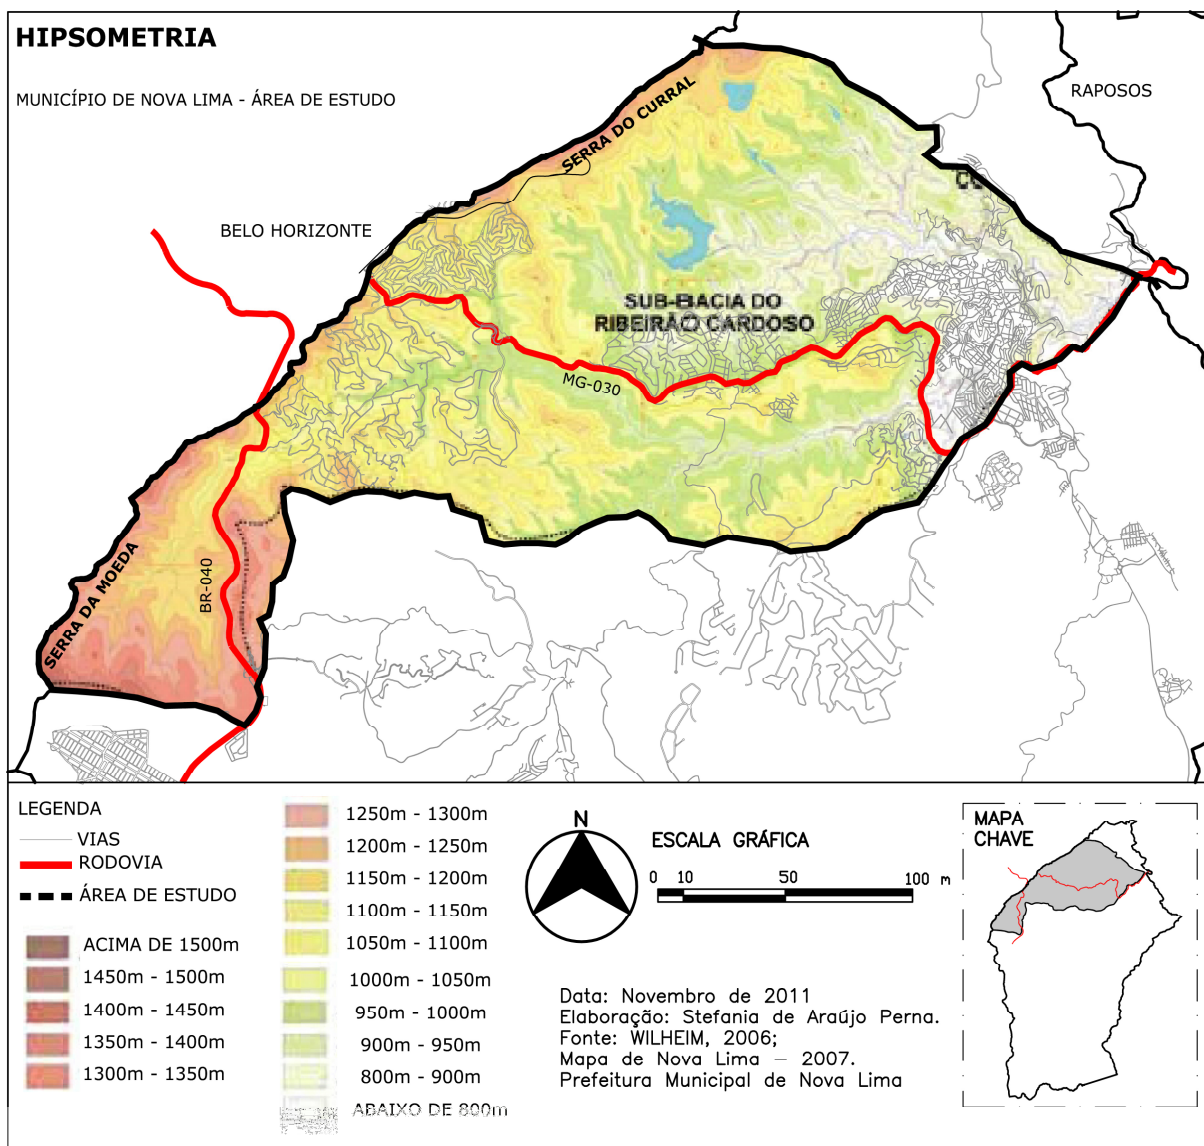 HIPSOMETRIA
MUNICÍPIO DE NOVA LIMA - ÁREA DE ESTUDO
RAPOSOS
SERRA DO CURRAL
BELO HORIZONTE
SUB-BACIA DO
RIBEIRÃO CARDOSO
MG-030
BR-040
SERRA DA MOEDA
LEGENDA
VIAS
RODOVIA
ÁREA DE ESTUDO
ACIMA DE 1500m
1450m - 1500m
1400m - 1450m
1350m - 1400m
1300m - 1350m
1250m - 1300m
1200m - 1250m
1150m - 1200m
1100m - 1150m
1050m - 1100m
1000m - 1050m
950m - 1000m
900m - 950m
800m - 900m
ABAIXO DE 800m
N
ESCALA GRÁFICA
0 10 50 100 m
Data: Novembro de 2011
Elaboração: Stefania de Araújo Perna.
Fonte: WILHEIM, 2006;
Mapa de Nova Lima – 2007.
Prefeitura Municipal de Nova Lima
MAPA
CHAVE